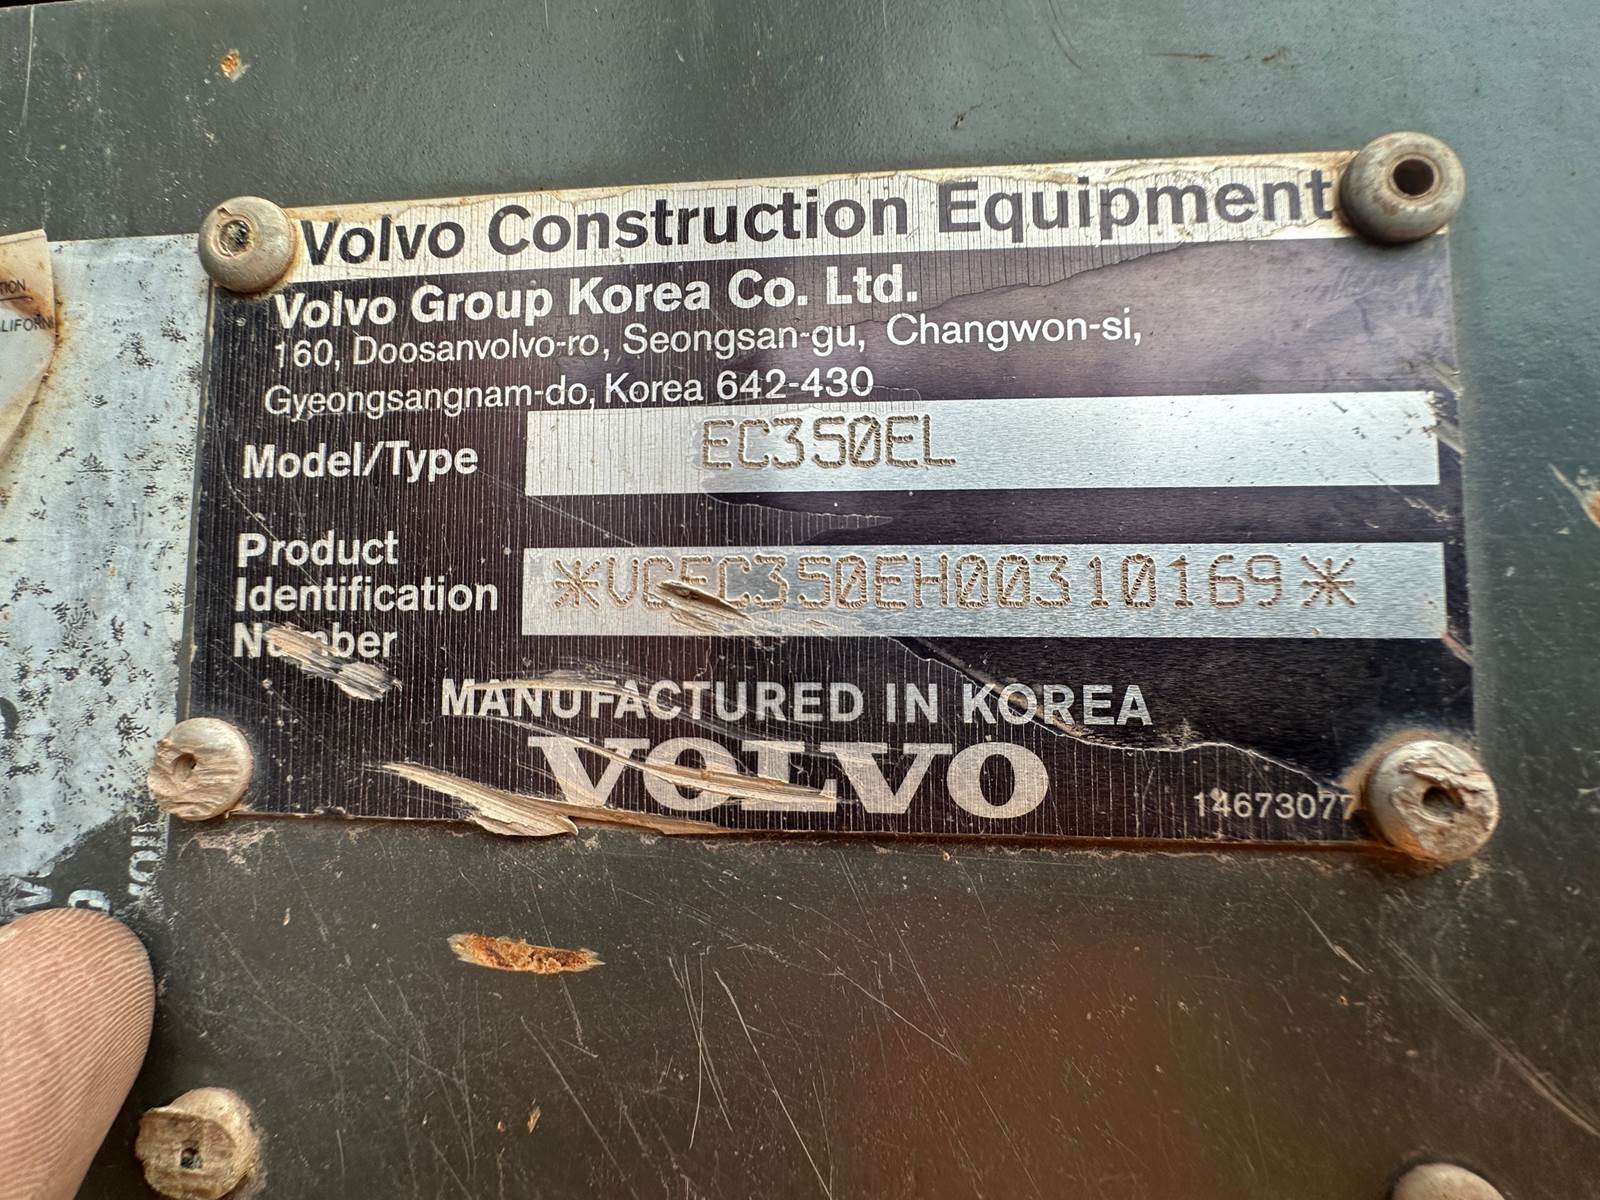 Volvo Construction Equipment
Volvo Group Korea Co. Ltd.
160, Doosanvolvo-ro, Seongsan-gu, Changwon-si,
Gyeongsangnam-do, Korea 642-430
Model/Type EC350EL
Product
Identification *VCEC350EH00310169*
Number
MANUFACTURED IN KOREA
VOLVO
14673077